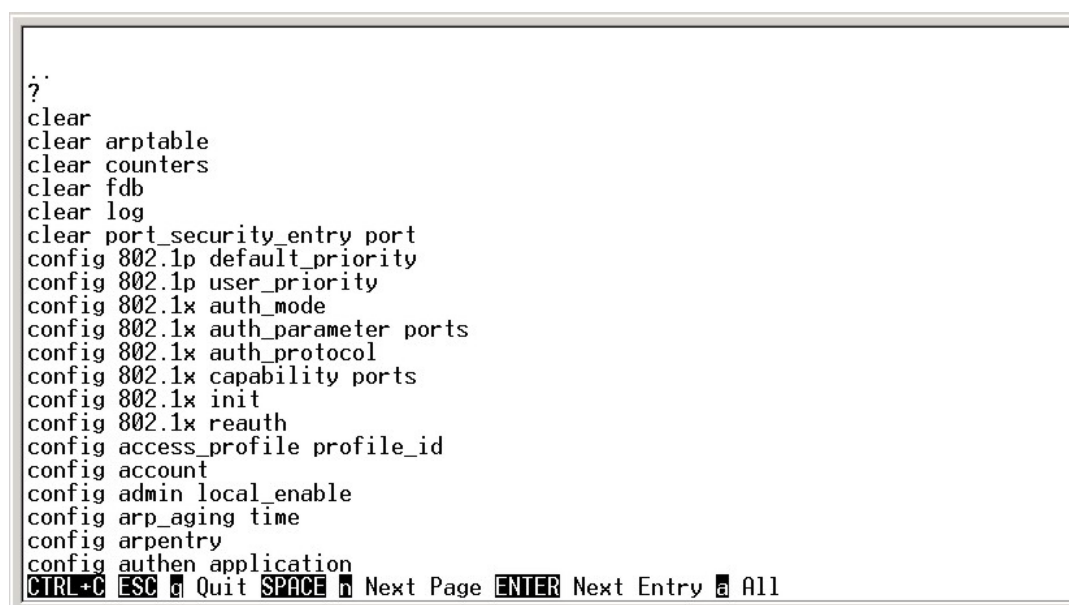 ..
?
clear
clear arptable
clear counters
clear fdb
clear log
clear port_security_entry port
config 802.1p default_priority
config 802.1p user_priority
config 802.1x auth_mode
config 802.1x auth_parameter ports
config 802.1x auth_protocol
config 802.1x capability ports
config 802.1x init
config 802.1x reauth
config access_profile profile_id
config account
config admin local_enable
config arp_aging time
config arpentry
config authen application
CTRL+C ESC q Quit SPACE n Next Page ENTER Next Entry a All